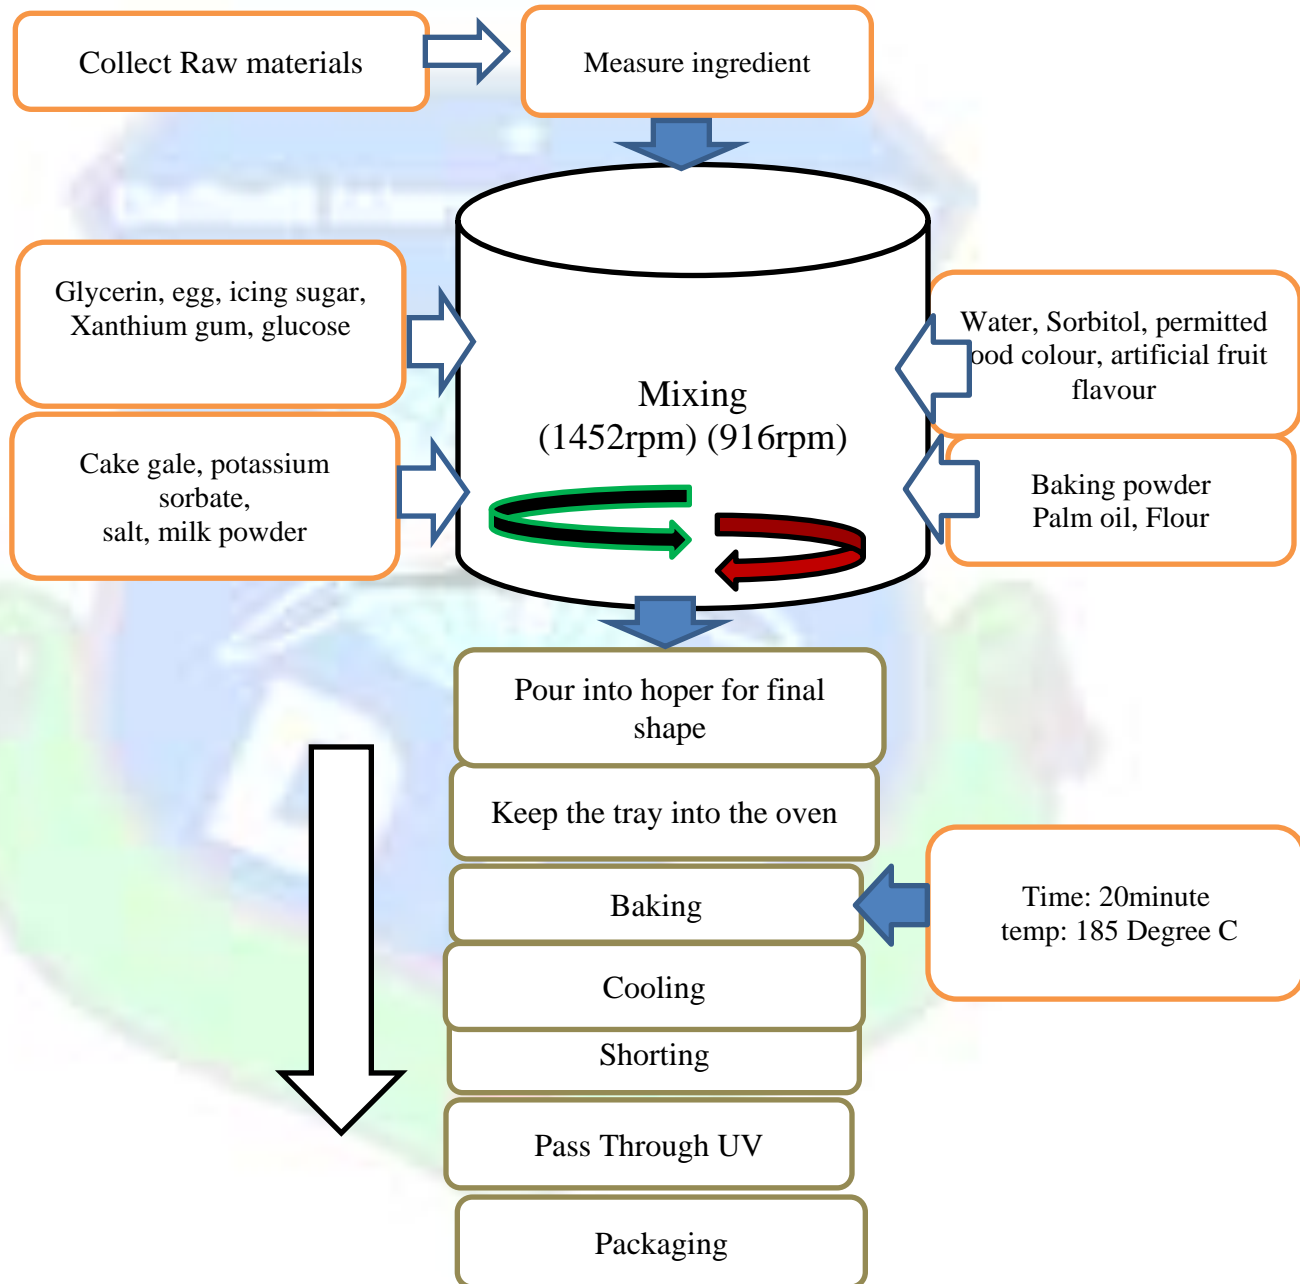 Collect Raw materials
Measure ingredient
Glycerin, egg, icing sugar,
Xanthium gum, glucose
Water, Sorbitol, permitted
ood colour, artificial fruit
flavour
Mixing
(1452rpm) (916rpm)
Cake gale, potassium
sorbate,
salt, milk powder
Baking powder
Palm oil, Flour
Pour into hoper for final
shape
Keep the tray into the oven
Baking
Time: 20minute
temp: 185 Degree C
Cooling
Shorting
Pass Through UV
Packaging